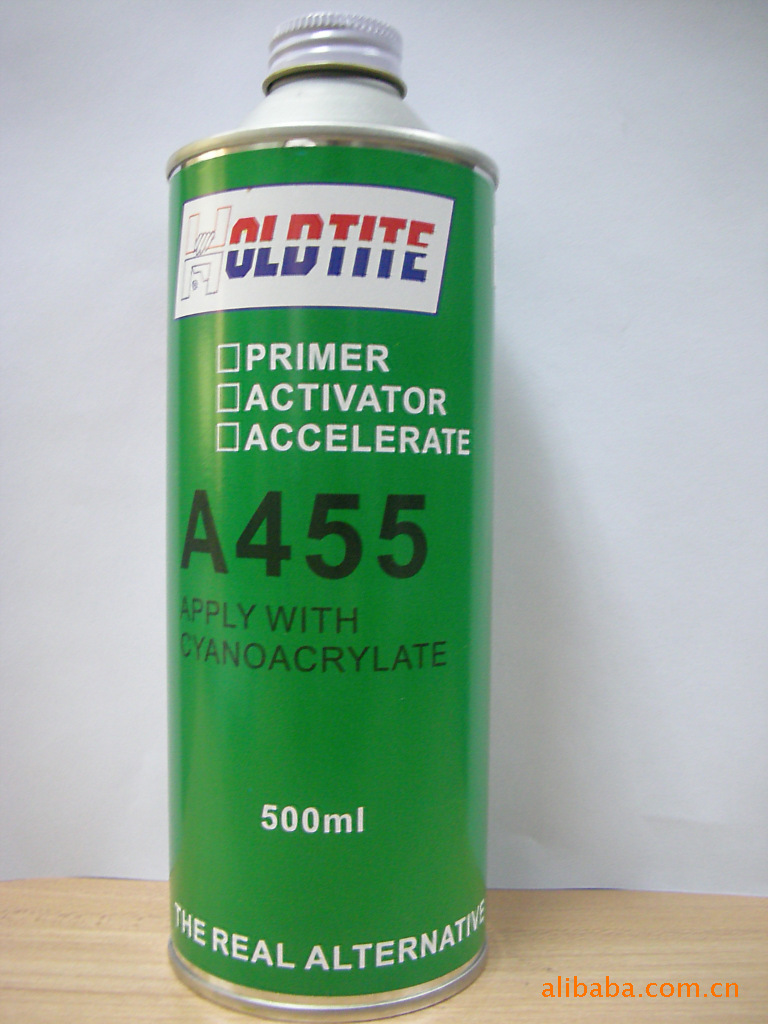 HOLDTITE
□PRIMER
□ACTIVATOR
□ACCELERATE
A455
APPLY WITH
CYANOACRYLATE
500ml
THE REAL ALTERNATIVE
alibaba.com.cn